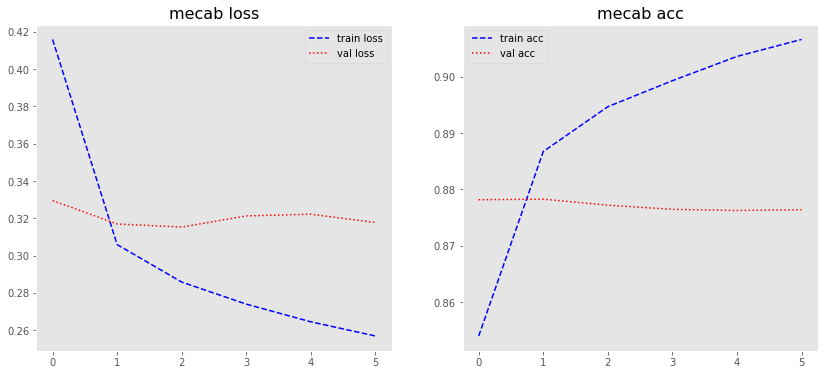 mecab loss
0.42
0.40
0.38
0.36
0.34
0.32
0.30
0.28
0.26
0 1 2 3 4 5
train loss
val loss
mecab acc
0.90
0.89
0.88
0.87
0.86
0 1 2 3 4 5
train acc
val acc